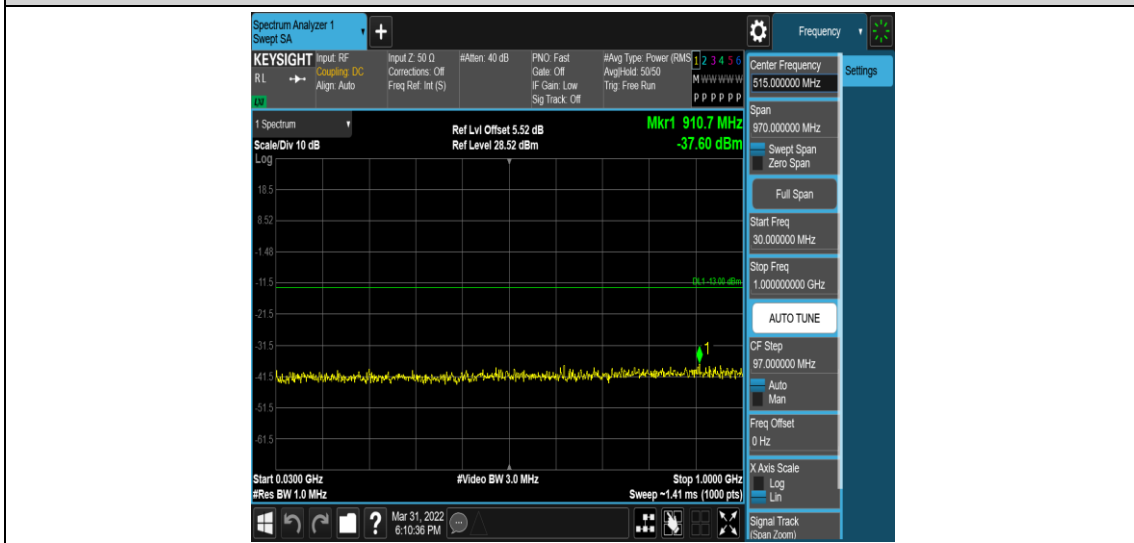 Spectrum Analyzer 1
Swept SA
+
Frequency
KEYSIGHT
RL
LXI
Input: RF
Coupling: DC
Align: Auto
Input Z: 50 Ω
Corrections: Off
Freq Ref: Int (S)
#Atten: 40 dB
PNO: Fast
Gate: Off
IF Gain: Low
Sig Track: Off
#Avg Type: Power (RMS
Avg|Hold: 50/50
Trig: Free Run
1 2 3 4 5 6
M W W W W W
P P P P P P
Center Frequency
515.000000 MHz
Settings
1 Spectrum
Scale/Div 10 dB
Ref Lvl Offset 5.52 dB
Ref Level 28.52 dBm
Mkr1 910.7 MHz
-37.60 dBm
Log
18.5
8.52
-1.48
-11.5
-21.5
-31.5
-41.5
-51.5
-61.5
DL1 -13.00 dBm
1
Start 0.0300 GHz
#Res BW 1.0 MHz
#Video BW 3.0 MHz
Stop 1.0000 GHz
Sweep ~1.41 ms (1000 pts)
Span
970.000000 MHz
Swept Span
Zero Span
Full Span
Start Freq
30.000000 MHz
Stop Freq
1.000000000 GHz
AUTO TUNE
CF Step
97.000000 MHz
Auto
Man
Freq Offset
0 Hz
X Axis Scale
Log
Lin
Signal Track
(Span Zoom)
?
Mar 31, 2022
6:10:36 PM